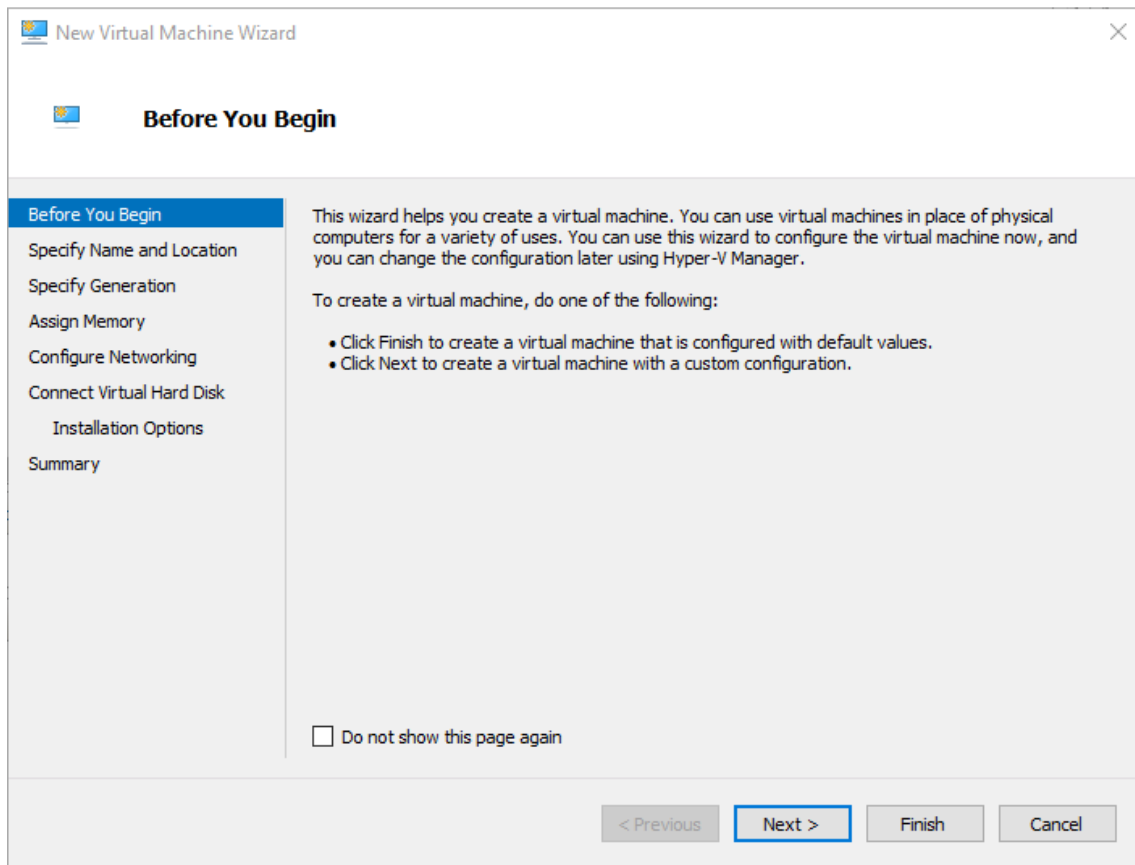 New Virtual Machine Wizard
Before You Begin
Before You Begin
Specify Name and Location
Specify Generation
Assign Memory
Configure Networking
Connect Virtual Hard Disk
Installation Options
Summary
This wizard helps you create a virtual machine. You can use virtual machines in place of physical
computers for a variety of uses. You can use this wizard to configure the virtual machine now, and
you can change the configuration later using Hyper-V Manager.
To create a virtual machine, do one of the following:
• Click Finish to create a virtual machine that is configured with default values.
• Click Next to create a virtual machine with a custom configuration.
Do not show this page again
< Previous
Next >
Finish
Cancel